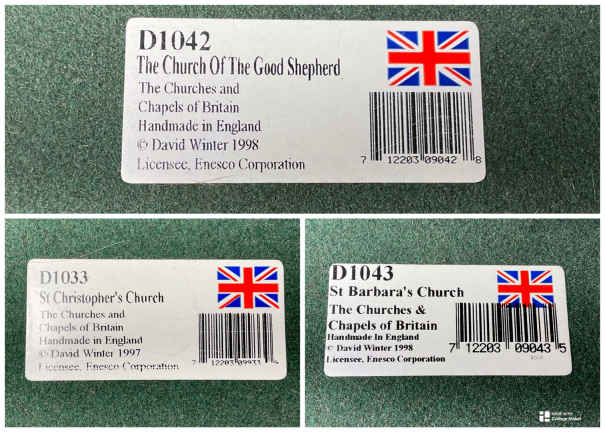 D1042
The Church Of The Good Shepherd
The Churches and
Chapels of Britain
Handmade in England
© David Winter 1998
Licensee, Enesco Corporation
7 12203 09042 8
D1033
St Christopher's Church
The Churches and
Chapels of Britain
Handmade in England
© David Winter 1997
Licensee, Enesco Corporation
7 12203 09933
D1043
St Barbara's Church
The Churches &
Chapels of Britain
Handmade In England
© David Winter 1998
Licensee, Enesco Corporation
7 12203 09043 5